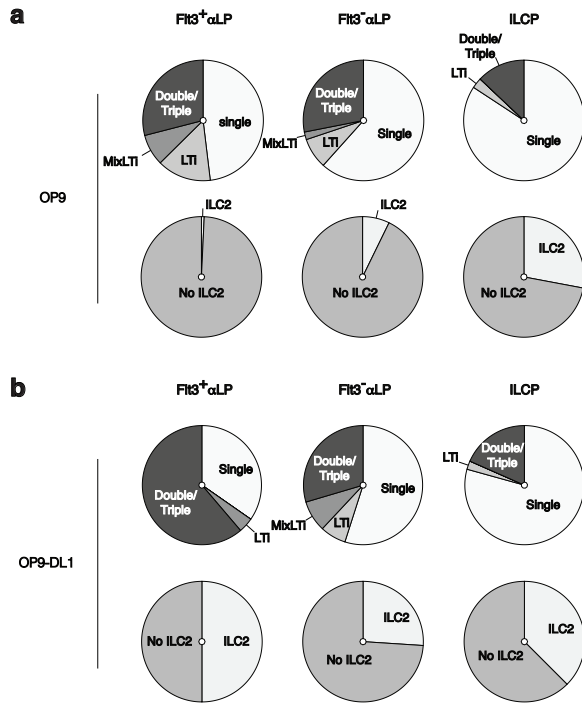 a
Flt3+ αLP
Flt3- αLP
ILCP
OP9
Double/
Triple
single
MixLTi
LTi
Double/
Triple
Single
MixLTi
LTi
Double/
Triple
LTi
Single
ILC2
No ILC2
ILC2
No ILC2
ILC2
No ILC2
b
Flt3+ αLP
Flt3- αLP
ILCP
OP9-DL1
Single
Double/
Triple
LTi
Double/
Triple
Single
MixLTi
LTi
LTi
Double/
Triple
Single
No ILC2
ILC2
ILC2
No ILC2
ILC2
No ILC2